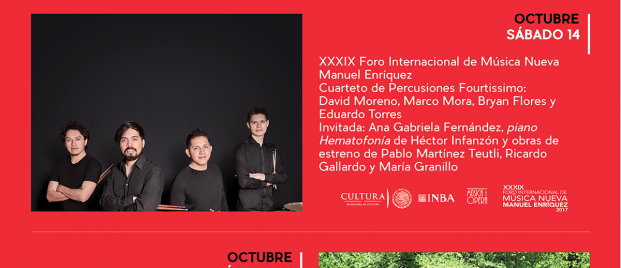 OCTUBRE
SÁBADO 14
XXXIX Foro Internacional de Música Nueva
Manuel Enríquez
Cuarteto de Percusiones Fourtissimo:
David Moreno, Marco Mora, Bryan Flores y
Eduardo Torres
Invitada: Ana Gabriela Fernández, piano
Hematofonía de Héctor Infanzón y obras de
estreno de Pablo Martínez Teutli, Ricardo
Gallardo y María Granillo
CULTURA
INBA
MÚSICA Y
ÓPERA
XXXIX
FORO INTERNACIONAL DE
MÚSICA NUEVA
MANUEL ENRÍQUEZ
2017
OCTUBRE